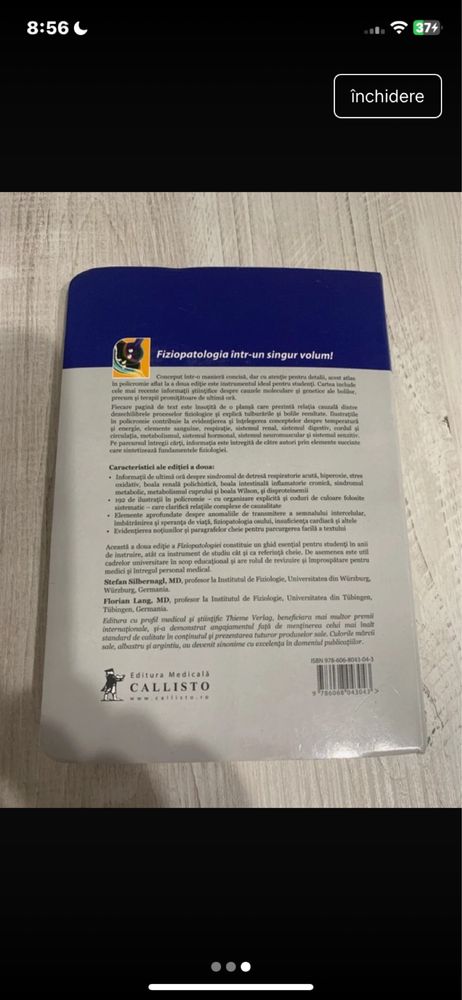 8:56
37
închidere
Fiziopatologia într-un singur volum!
Conceput într-o manieră concisă, dar cu atenție pentru detalii, acest atlas
în policromie aflat la a doua ediție este instrumentul ideal pentru studenți. Cartea include
cele mai recente informații științifice despre cauzele moleculare și genetice ale bolilor,
precum și terapii promițătoare de ultimă oră.
Fiecare pagină de text este însoțită de o planșă care prezintă relația cauzală dintre
dezechilibrele proceselor fiziologice și explică tulburările și bolile rezultate. Ilustrațiile
în policromie contribuie la evidențierea și înțelegerea conceptelor despre temperatură
și energie, elemente sanguine, respirație, sistemul renal, sistemul digestiv, cordul și
circulația, metabolismul, sistemul hormonal, sistemul neuromuscular și sistemul senzitiv.
Pe parcursul întregii cărți, informația este întregită de către autori prin elemente succinte
care sintetizează fundamentele fiziologiei.
Caracteristici ale ediției a doua:
• Informații de ultimă oră despre sindromul de detresă respiratorie acută, hiperoxie, stres
oxidativ, boala renală polichistică, boala intestinală inflamatorie cronică, sindromul
metabolic, metabolismul cuprului și boala Wilson, și disproteinemii
• 192 de ilustrații în policromie – cu organizare explicită și coduri de culoare folosite
sistematic – care clarifică relațiile complexe de cauzalitate
• Elemente aprofundate despre anomaliile de transmitere a semnalului intercelular,
îmbătrânirea și speranța de viață, fiziopatologia osului, insuficiența cardiacă și altele
• Evidențierea noțiunilor și paragrafelor cheie pentru parcurgerea facilă a textului
Această a doua ediție a Fiziopatologiei constituie un ghid esențial pentru studenți în anii
de instruire, atât ca instrument de studiu cât și ca referință cheie. De asemenea este util
cadrelor universitare în scop educațional și are rolul de revizuire și împrospătare pentru
medici și întregul personal medical.
Stefan Silbernagl, MD, profesor la Institutul de Fiziologie, Universitatea din Würzburg,
Würzburg, Germania.
Florian Lang, MD, profesor la Institutul de Fiziologie, Universitatea din Tübingen,
Tübingen, Germania.
Editura cu profil medical și științific Thieme Verlag, beneficiara mai multor premii
internaționale, și-a demonstrat angajamentul față de menținerea celui mai înalt
standard de calitate în conținutul și prezentarea tuturor produselor sale. Culorile mărcii
sale, albastru și argintiu, au devenit sinonime cu excelența în domeniul publicațiilor.
ISBN 978-606-8043-04-3
9 786068 043043 >
Editura Medicală
CALLISTO
www.callisto.ro